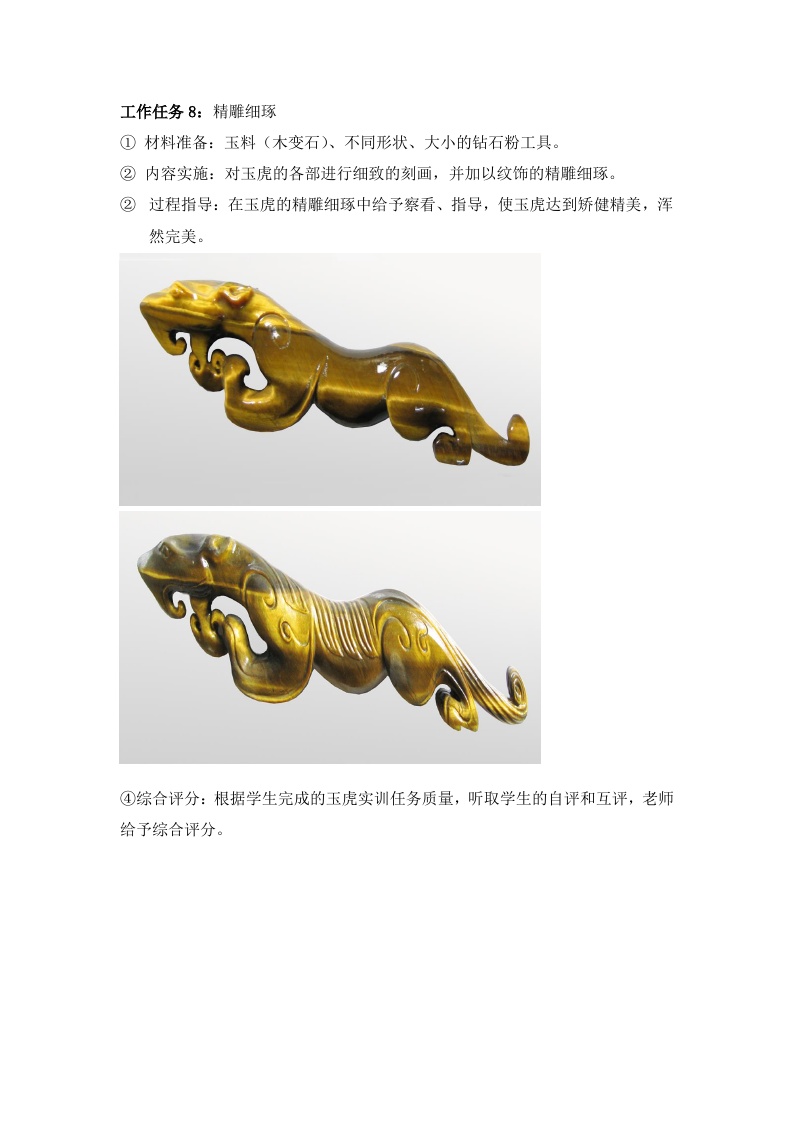 工作任务 8：精雕细琢
① 材料准备：玉料（木变石）、不同形状、大小的钻石粉工具。
② 内容实施：对玉虎的各部进行细致的刻画，并加以纹饰的精雕细琢。
② 过程指导：在玉虎的精雕细琢中给予察看、指导，使玉虎达到矫健精美，浑
然完美。
④综合评分：根据学生完成的玉虎实训任务质量，听取学生的自评和互评，老师
给予综合评分。